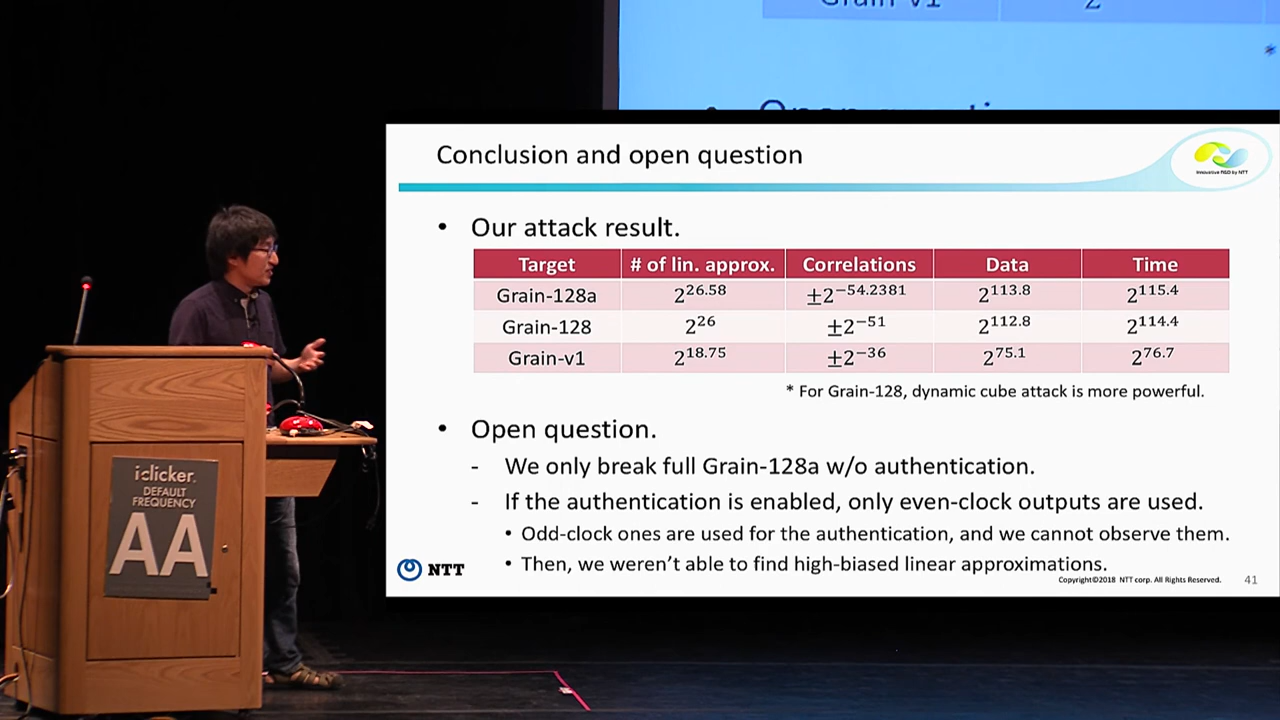 Grain-v1 2
*
Conclusion and open question
Innovative R&D by NTT
• Our attack result.
Target # of lin. approx. Correlations Data Time
Grain-128a 2^26.58 ±2^−54.2381 2^113.8 2^115.4
Grain-128 2^26 ±2^−51 2^112.8 2^114.4
Grain-v1 2^18.75 ±2^−36 2^75.1 2^76.7
* For Grain-128, dynamic cube attack is more powerful.
• Open question.
- We only break full Grain-128a w/o authentication.
- If the authentication is enabled, only even-clock outputs are used.
• Odd-clock ones are used for the authentication, and we cannot observe them.
• Then, we weren't able to find high-biased linear approximations.
NTT
Copyright©2018 NTT corp. All Rights Reserved. 41
iclicker.
DEFAULT
FREQUENCY
AA